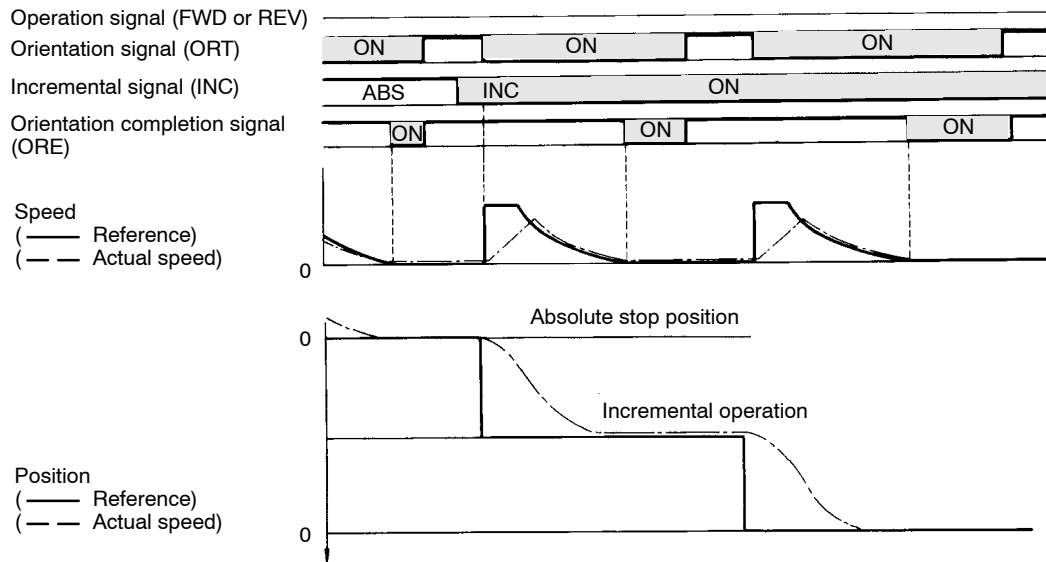 Operation signal (FWD or REV)
Orientation signal (ORT)
ON ON ON
Incremental signal (INC)
ABS INC ON
Orientation completion signal
(ORE)
ON ON ON
Speed
( Reference)
( Actual speed)
0
Absolute stop position
0
Incremental operation
Position
( Reference)
( Actual speed)
0